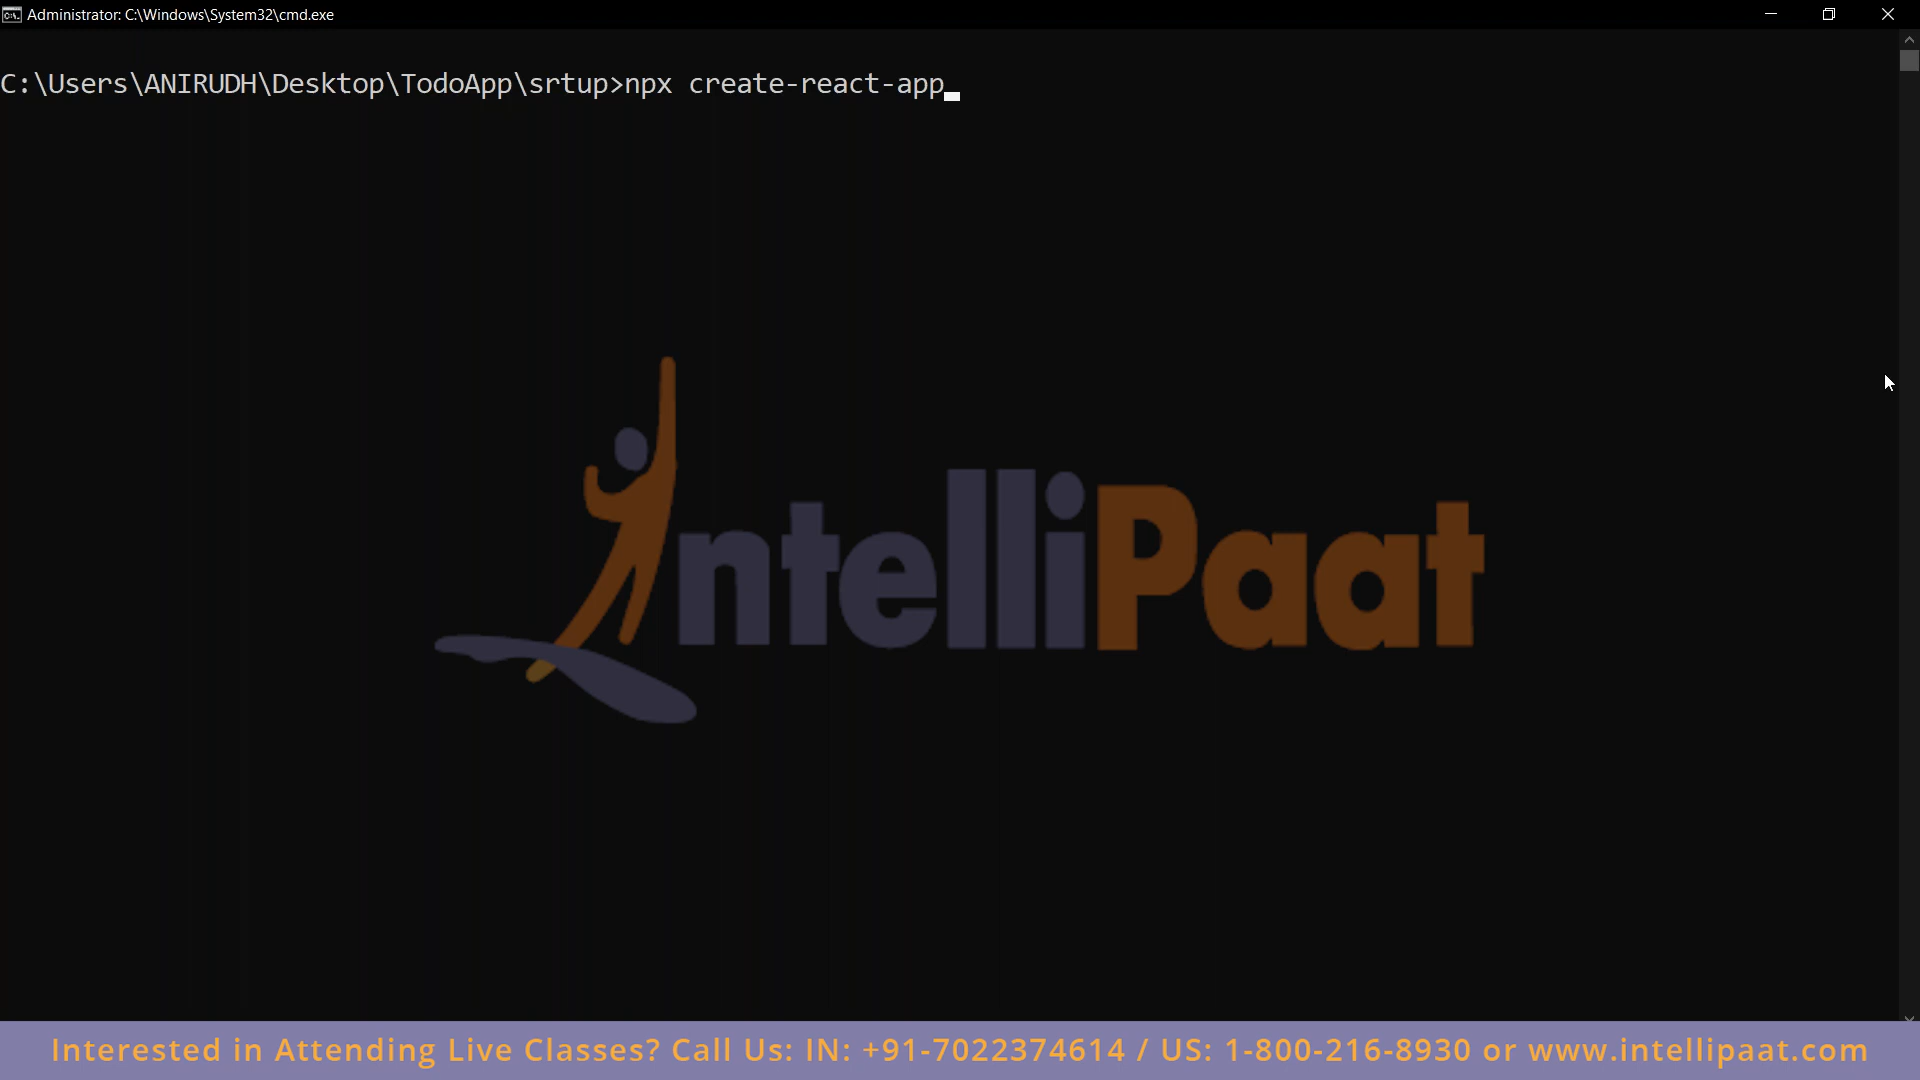 Administrator: C:\Windows\System32\cmd.exe
C:\Users\ANIRUDH\Desktop\TodoApp\srtup>npx create-react-app
IntelliPaat
Interested in Attending Live Classes? Call Us: IN: +91-7022374614 / US: 1-800-216-8930 or www.intellipaat.com